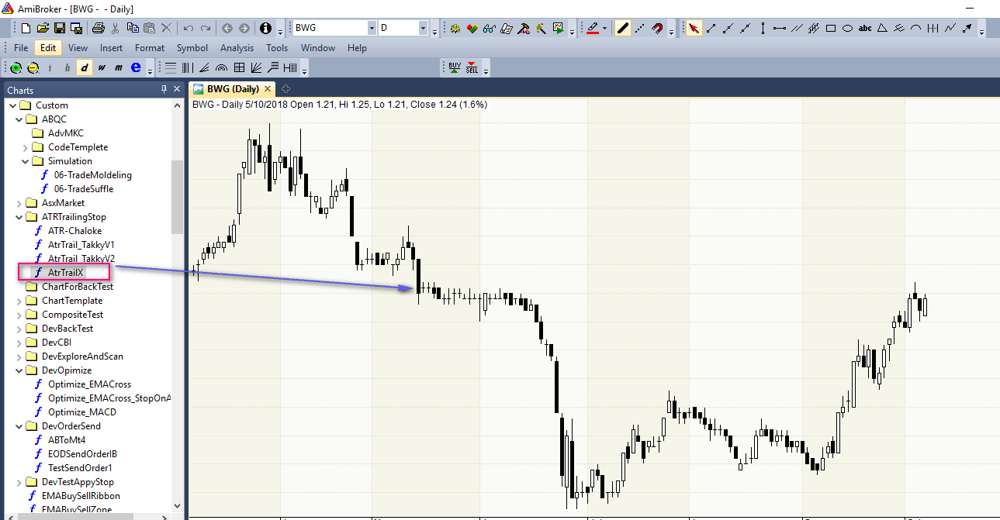 AmiBroker - [BWG - - Daily]
BWG
D
abc
File Edit View Insert Format Symbol Analysis Tools Window Help
i h d w m e
BUY
SELL
Charts
BWG (Daily)
BWG - Daily 5/10/2018 Open 1.21, Hi 1.25, Lo 1.21, Close 1.24 (1.6%)
Custom
ABQC
AdvMKC
CodeTemplete
Simulation
06-TradeMoldeling
06-TradeSuffle
AsxMarket
ATRTrailingStop
ATR-Chaloke
AtrTrail_TakkyV1
AtrTrail_TakkyV2
AtrTrailX
ChartForBackTest
ChartTemplate
CompositeTest
DevBackTest
DevCBI
DevExploreAndScan
DevOpimize
Optimize_EMACross
Optimize_EMACross_StopOnA
Optimize_MACD
DevOrderSend
ABToMt4
EODSendOrderIB
TestSendOrder1
DevTestAppyStop
EMABuySellRibbon
EMABuySellZone